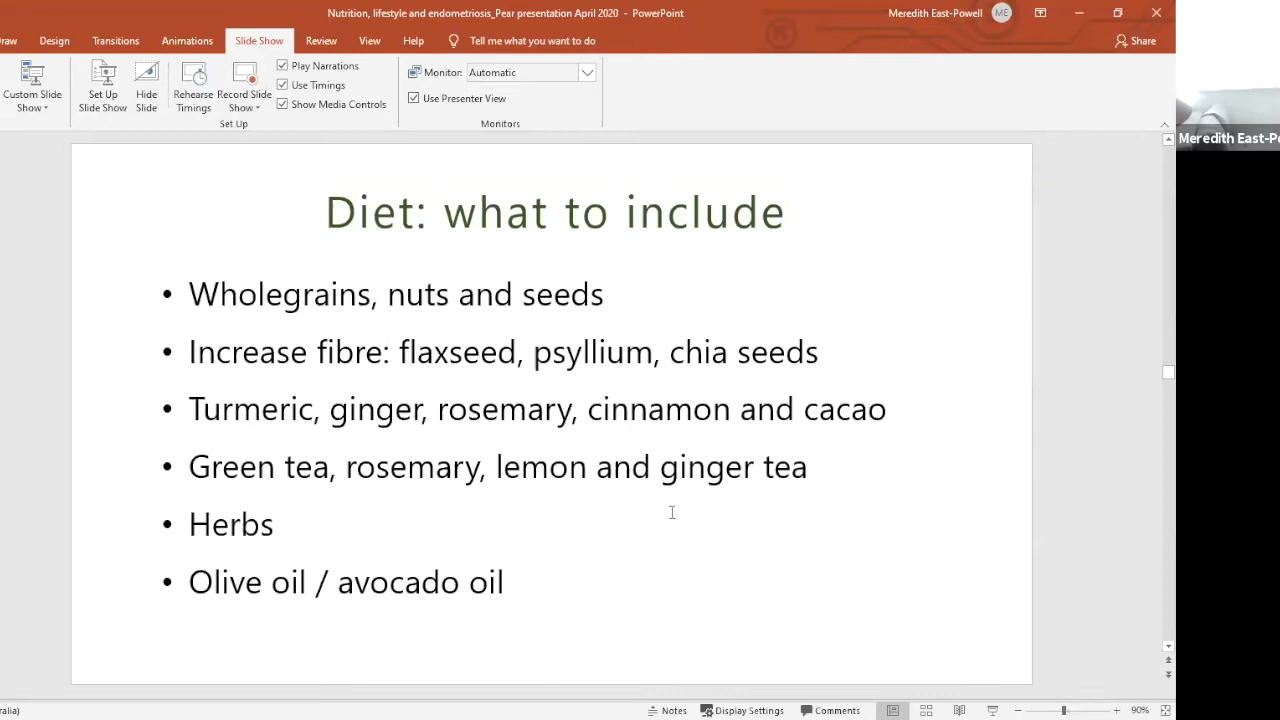 Nutrition, lifestyle and endometriosis_Pear presentation April 2020 - PowerPoint
Meredith East-Powell
ME
Design
Transitions
Animations
Slide Show
Review
View
Help
Tell me what you want to do
Share
Custom Slide
Show
Set Up
Slide Show
Hide
Slide
Rehearse
Timings
Record Slide
Show
Play Narrations
Use Timings
Show Media Controls
Set Up
Monitor:
Automatic
Use Presenter View
Monitors
Meredith East-Po
Diet: what to include
• Wholegrains, nuts and seeds
• Increase fibre: flaxseed, psyllium, chia seeds
• Turmeric, ginger, rosemary, cinnamon and cacao
• Green tea, rosemary, lemon and ginger tea
• Herbs
• Olive oil / avocado oil
Notes
Display Settings
Comments
90%